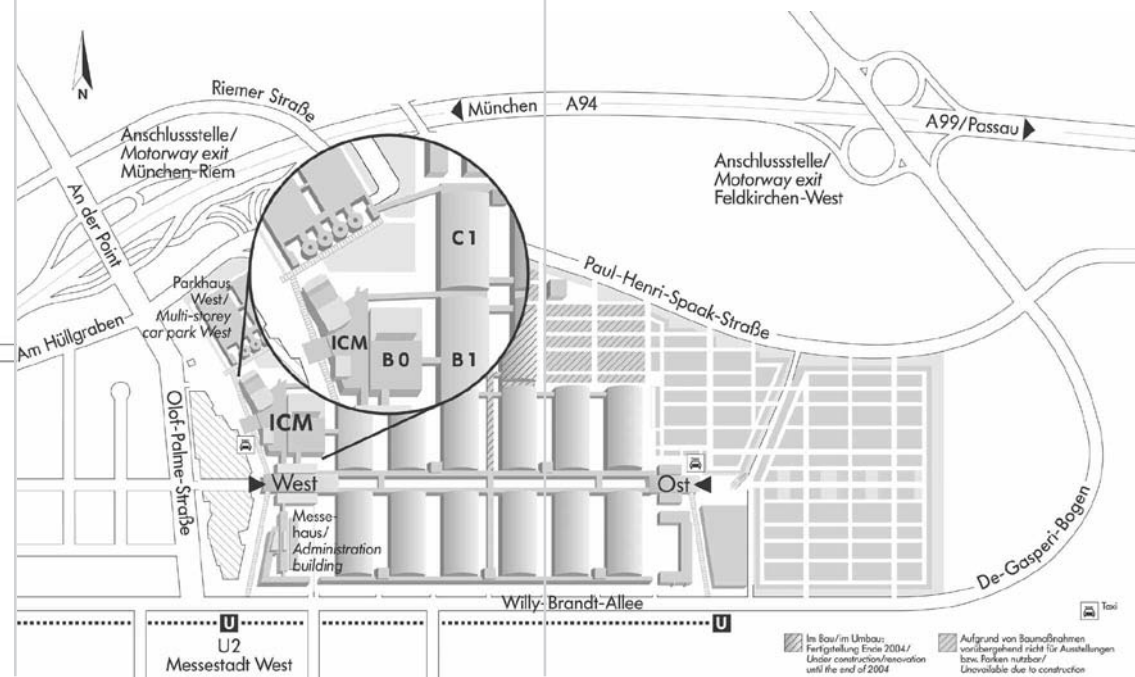 N
Riemer Straße
München A94
A99/Passau
Anschlussstelle/
Motorway exit
München-Riem
Anschlussstelle/
Motorway exit
Feldkirchen-West
An der Point
C1
Paul-Henri-Spaak-Straße
Parkhaus
West/
Multi-storey
car park West
Am Hüllgraben
ICM
B0
B1
Olof-Palme-Straße
ICM
West
Ost
Messe-
haus/
Administration
building
De-Gasperi-Bogen
Willy-Brandt-Allee
Taxi
U
U
U2
Messestadt West
Im Bau/im Umbau:
Fertigstellung Ende 2004/
Under construction/renovation
until the end of 2004
Aufgrund von Baumaßnahmen
vorübergehend nicht für Ausstellungen
bzw. Parken nutzbar/
Unavailable due to construction